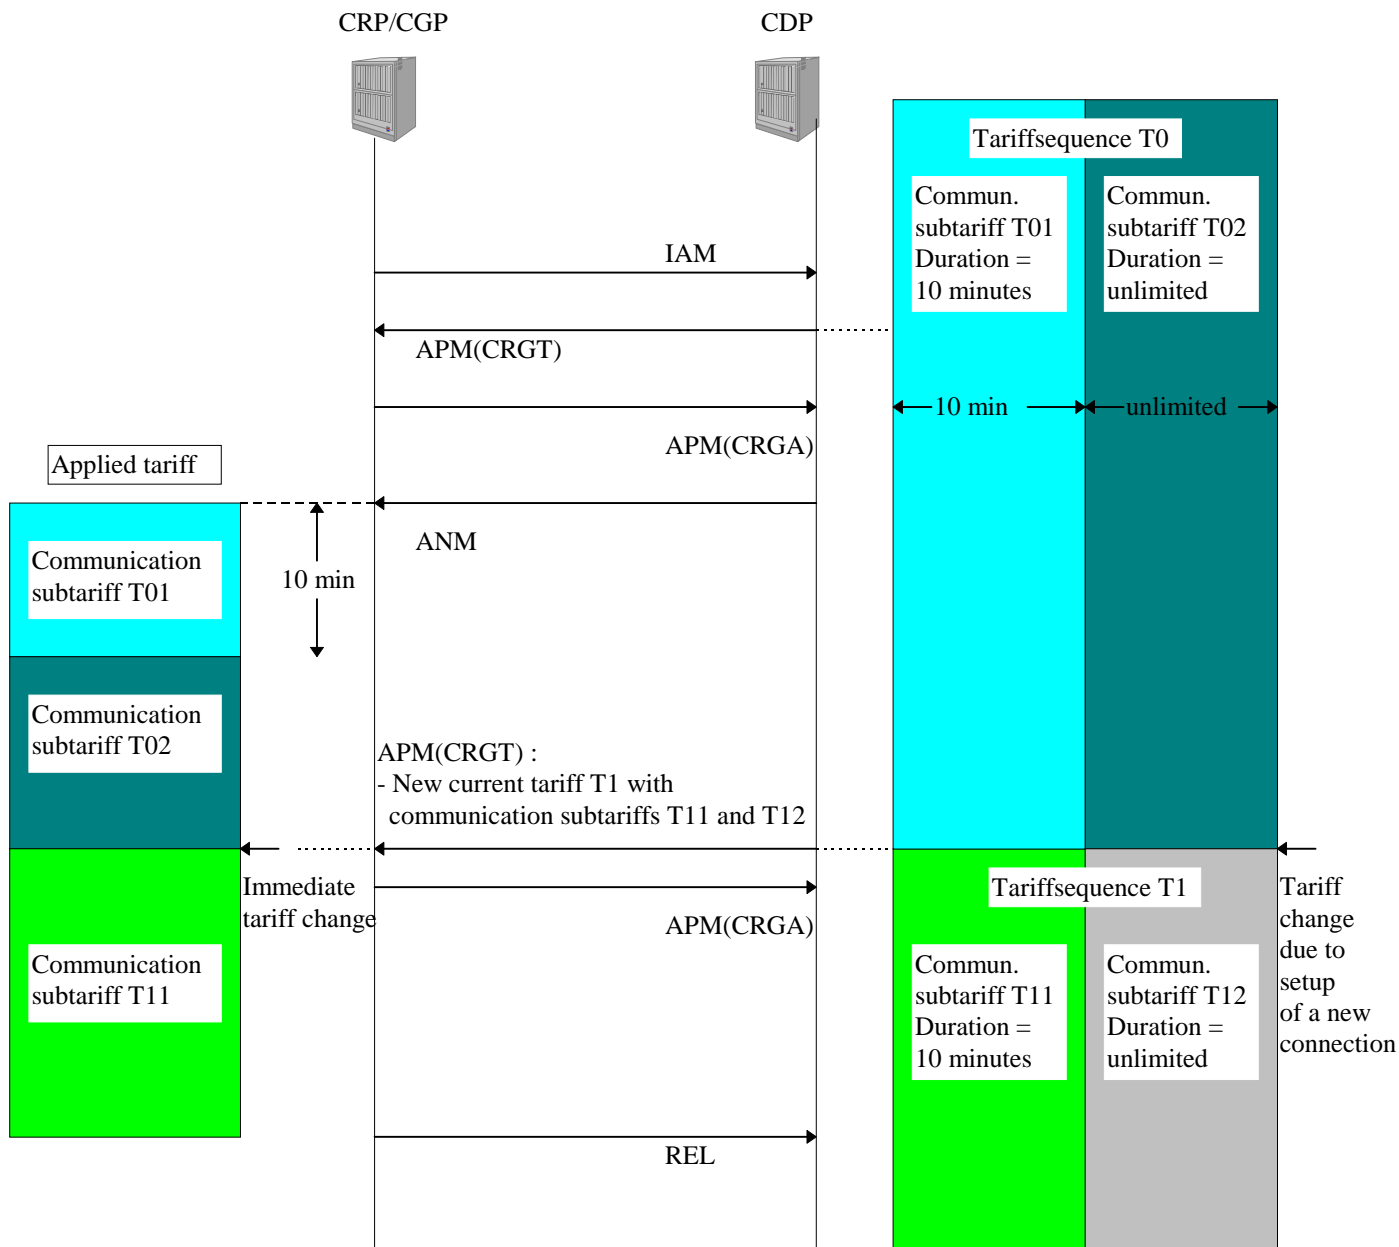 CRP/CGP
CDP
Tariffsequence T0
Commun.
subtariff T01
Duration =
10 minutes
Commun.
subtariff T02
Duration =
unlimited
IAM
APM(CRGT)
10 min
unlimited
APM(CRGA)
Applied tariff
ANM
Communication
subtariff T01
10 min
Communication
subtariff T02
APM(CRGT) :
- New current tariff T1 with
communication subtariffs T11 and T12
Immediate
tariff change
APM(CRGA)
Tariffsequence T1
Tariff
change
due to
setup
of a new
connection
Communication
subtariff T11
Commun.
subtariff T11
Duration =
10 minutes
Commun.
subtariff T12
Duration =
unlimited
REL